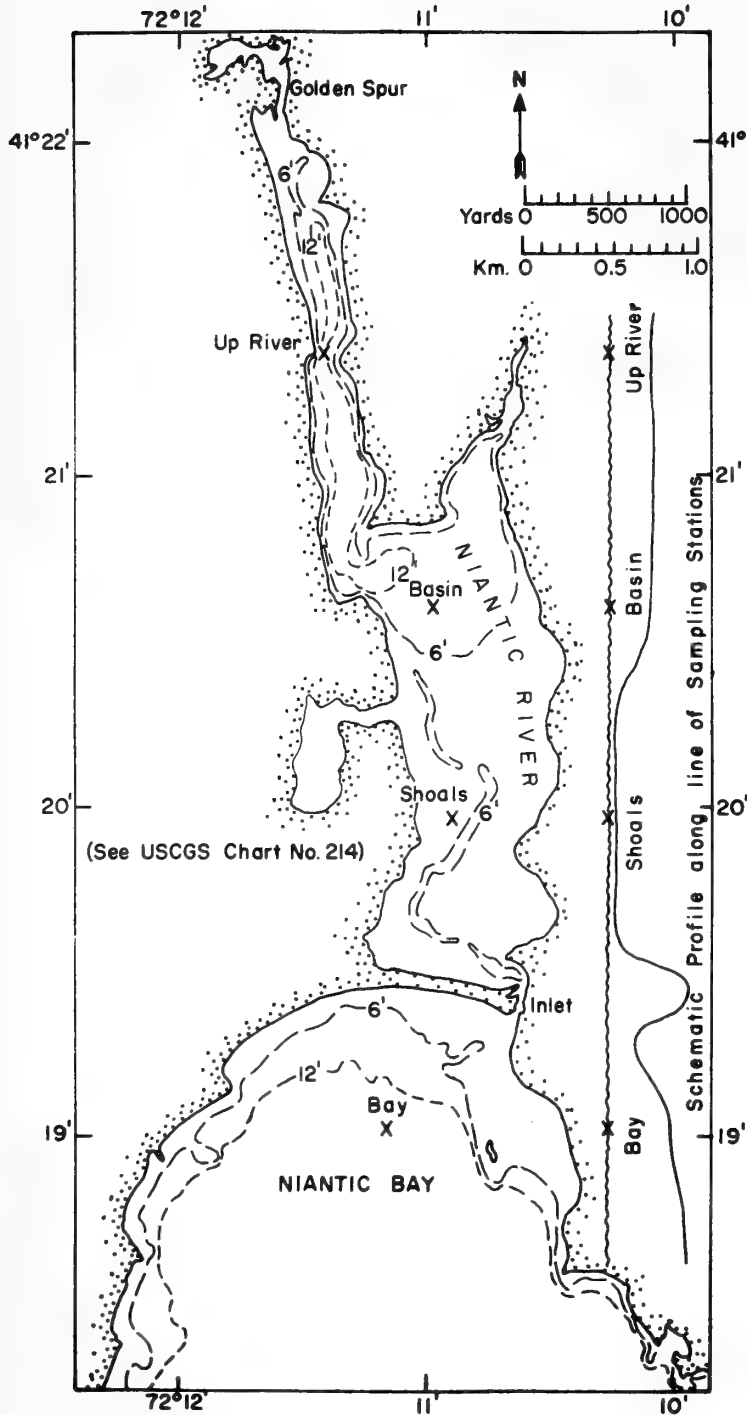 72°12' 11' 10'
Golden Spur
N
41°22' 41°
6'
Yards 0 500 1000
12'
Km. 0 0.5 1.0
Up River X
X Up River
21' 21'
NIANTIC RIVER
12'
Basin
X
X Basin
6'
Schematic Profile along line of Sampling Stations
20' 20'
Shoals
X
6'
X Shoals
(See USCGS Chart No. 214)
Inlet
6'
12'
Bay
X
X Bay
19' 19'
NIANTIC BAY
72°12' 11' 10'